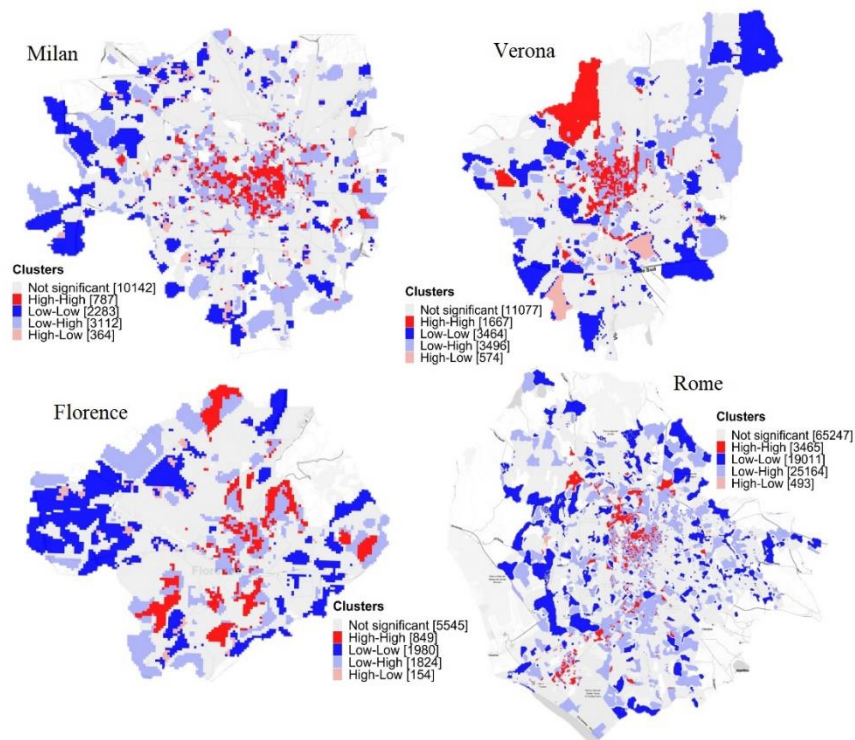 Milan
Clusters
Not significant [10142]
High-High [787]
Low-Low [2283]
Low-High [3112]
High-Low [364]
Verona
Clusters
Not significant [11077]
High-High [1667]
Low-Low [3464]
Low-High [3496]
High-Low [574]
Florence
Clusters
Not significant [5545]
High-High [849]
Low-Low [1980]
Low-High [1824]
High-Low [154]
Rome
Clusters
Not significant [65247]
High-High [3465]
Low-Low [19011]
Low-High [25164]
High-Low [493]